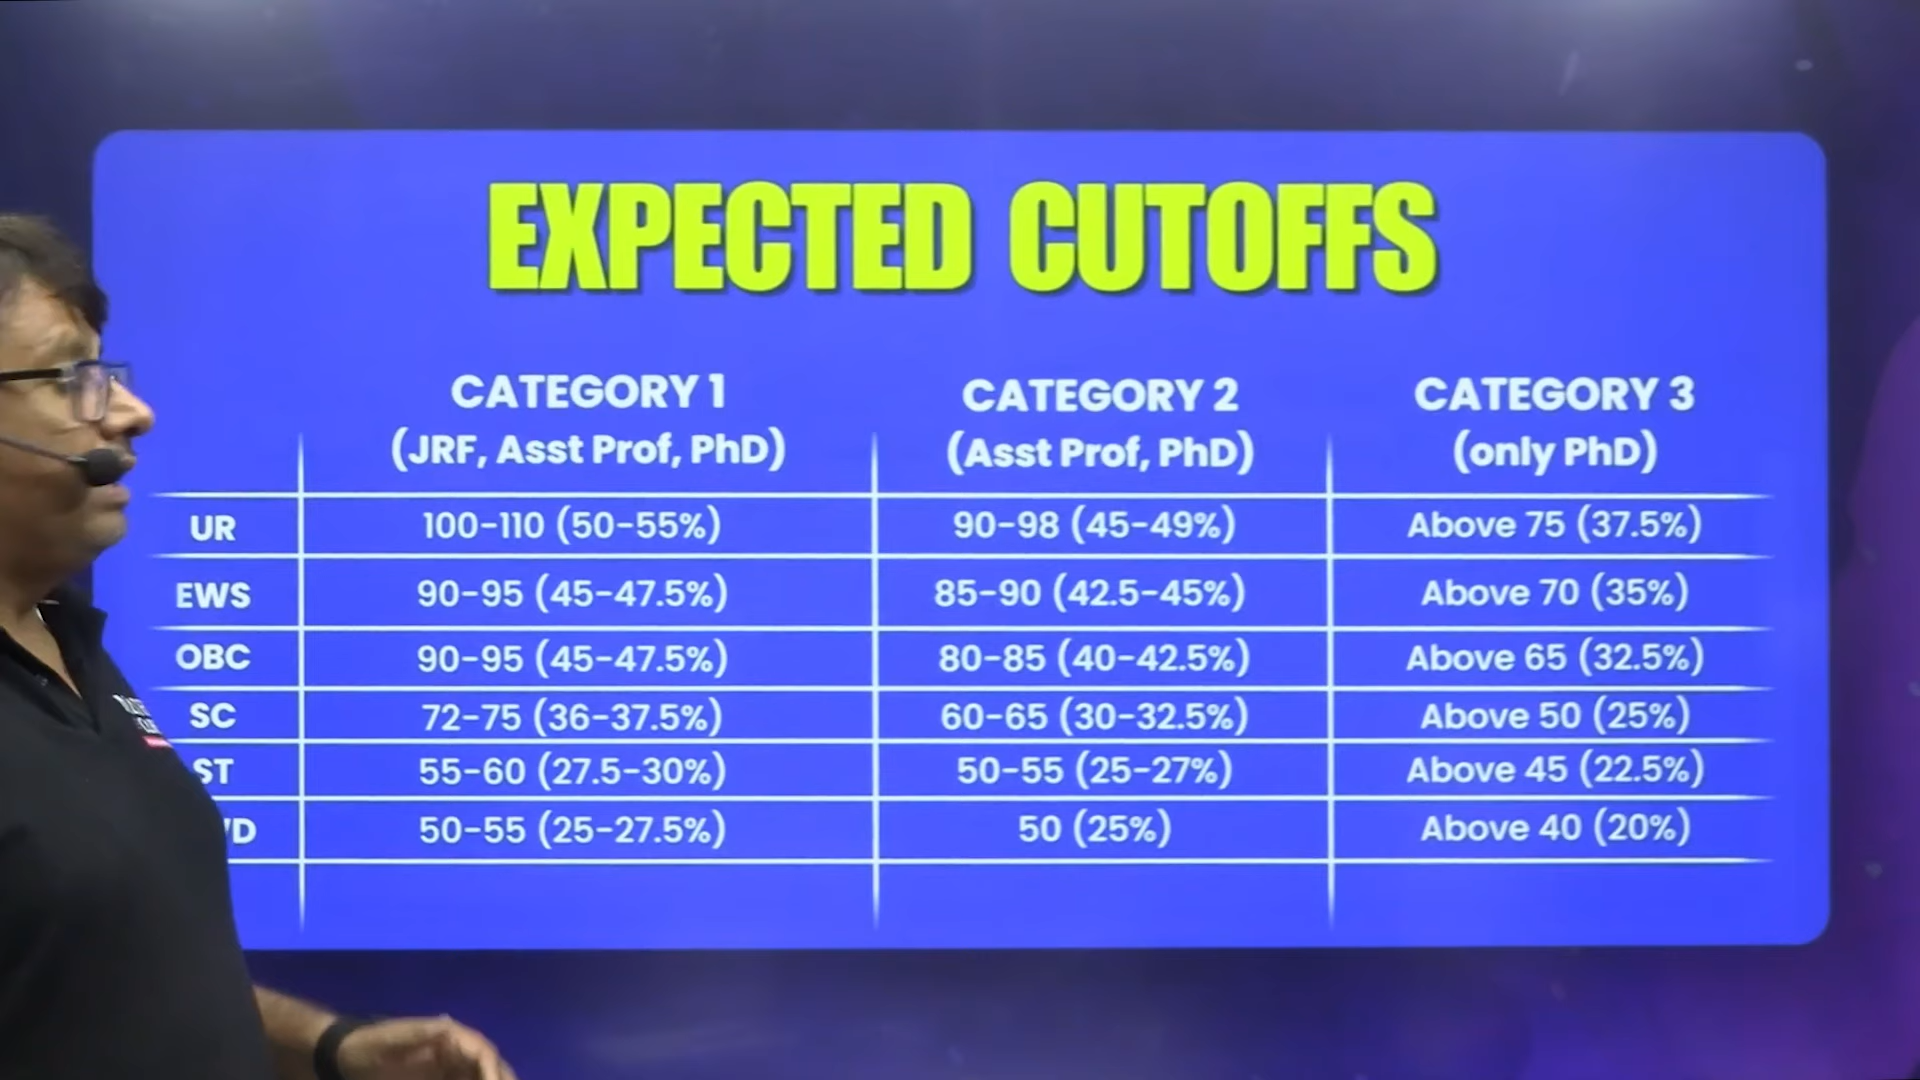 EXPECTED CUTOFFS
CATEGORY 1 CATEGORY 2 CATEGORY 3
(JRF, Asst Prof, PhD) (Asst Prof, PhD) (only PhD)
UR 100-110 (50-55%) 90-98 (45-49%) Above 75 (37.5%)
EWS 90-95 (45-47.5%) 85-90 (42.5-45%) Above 70 (35%)
OBC 90-95 (45-47.5%) 80-85 (40-42.5%) Above 65 (32.5%)
SC 72-75 (36-37.5%) 60-65 (30-32.5%) Above 50 (25%)
ST 55-60 (27.5-30%) 50-55 (25-27%) Above 45 (22.5%)
50-55 (25-27.5%) 50 (25%) Above 40 (20%)